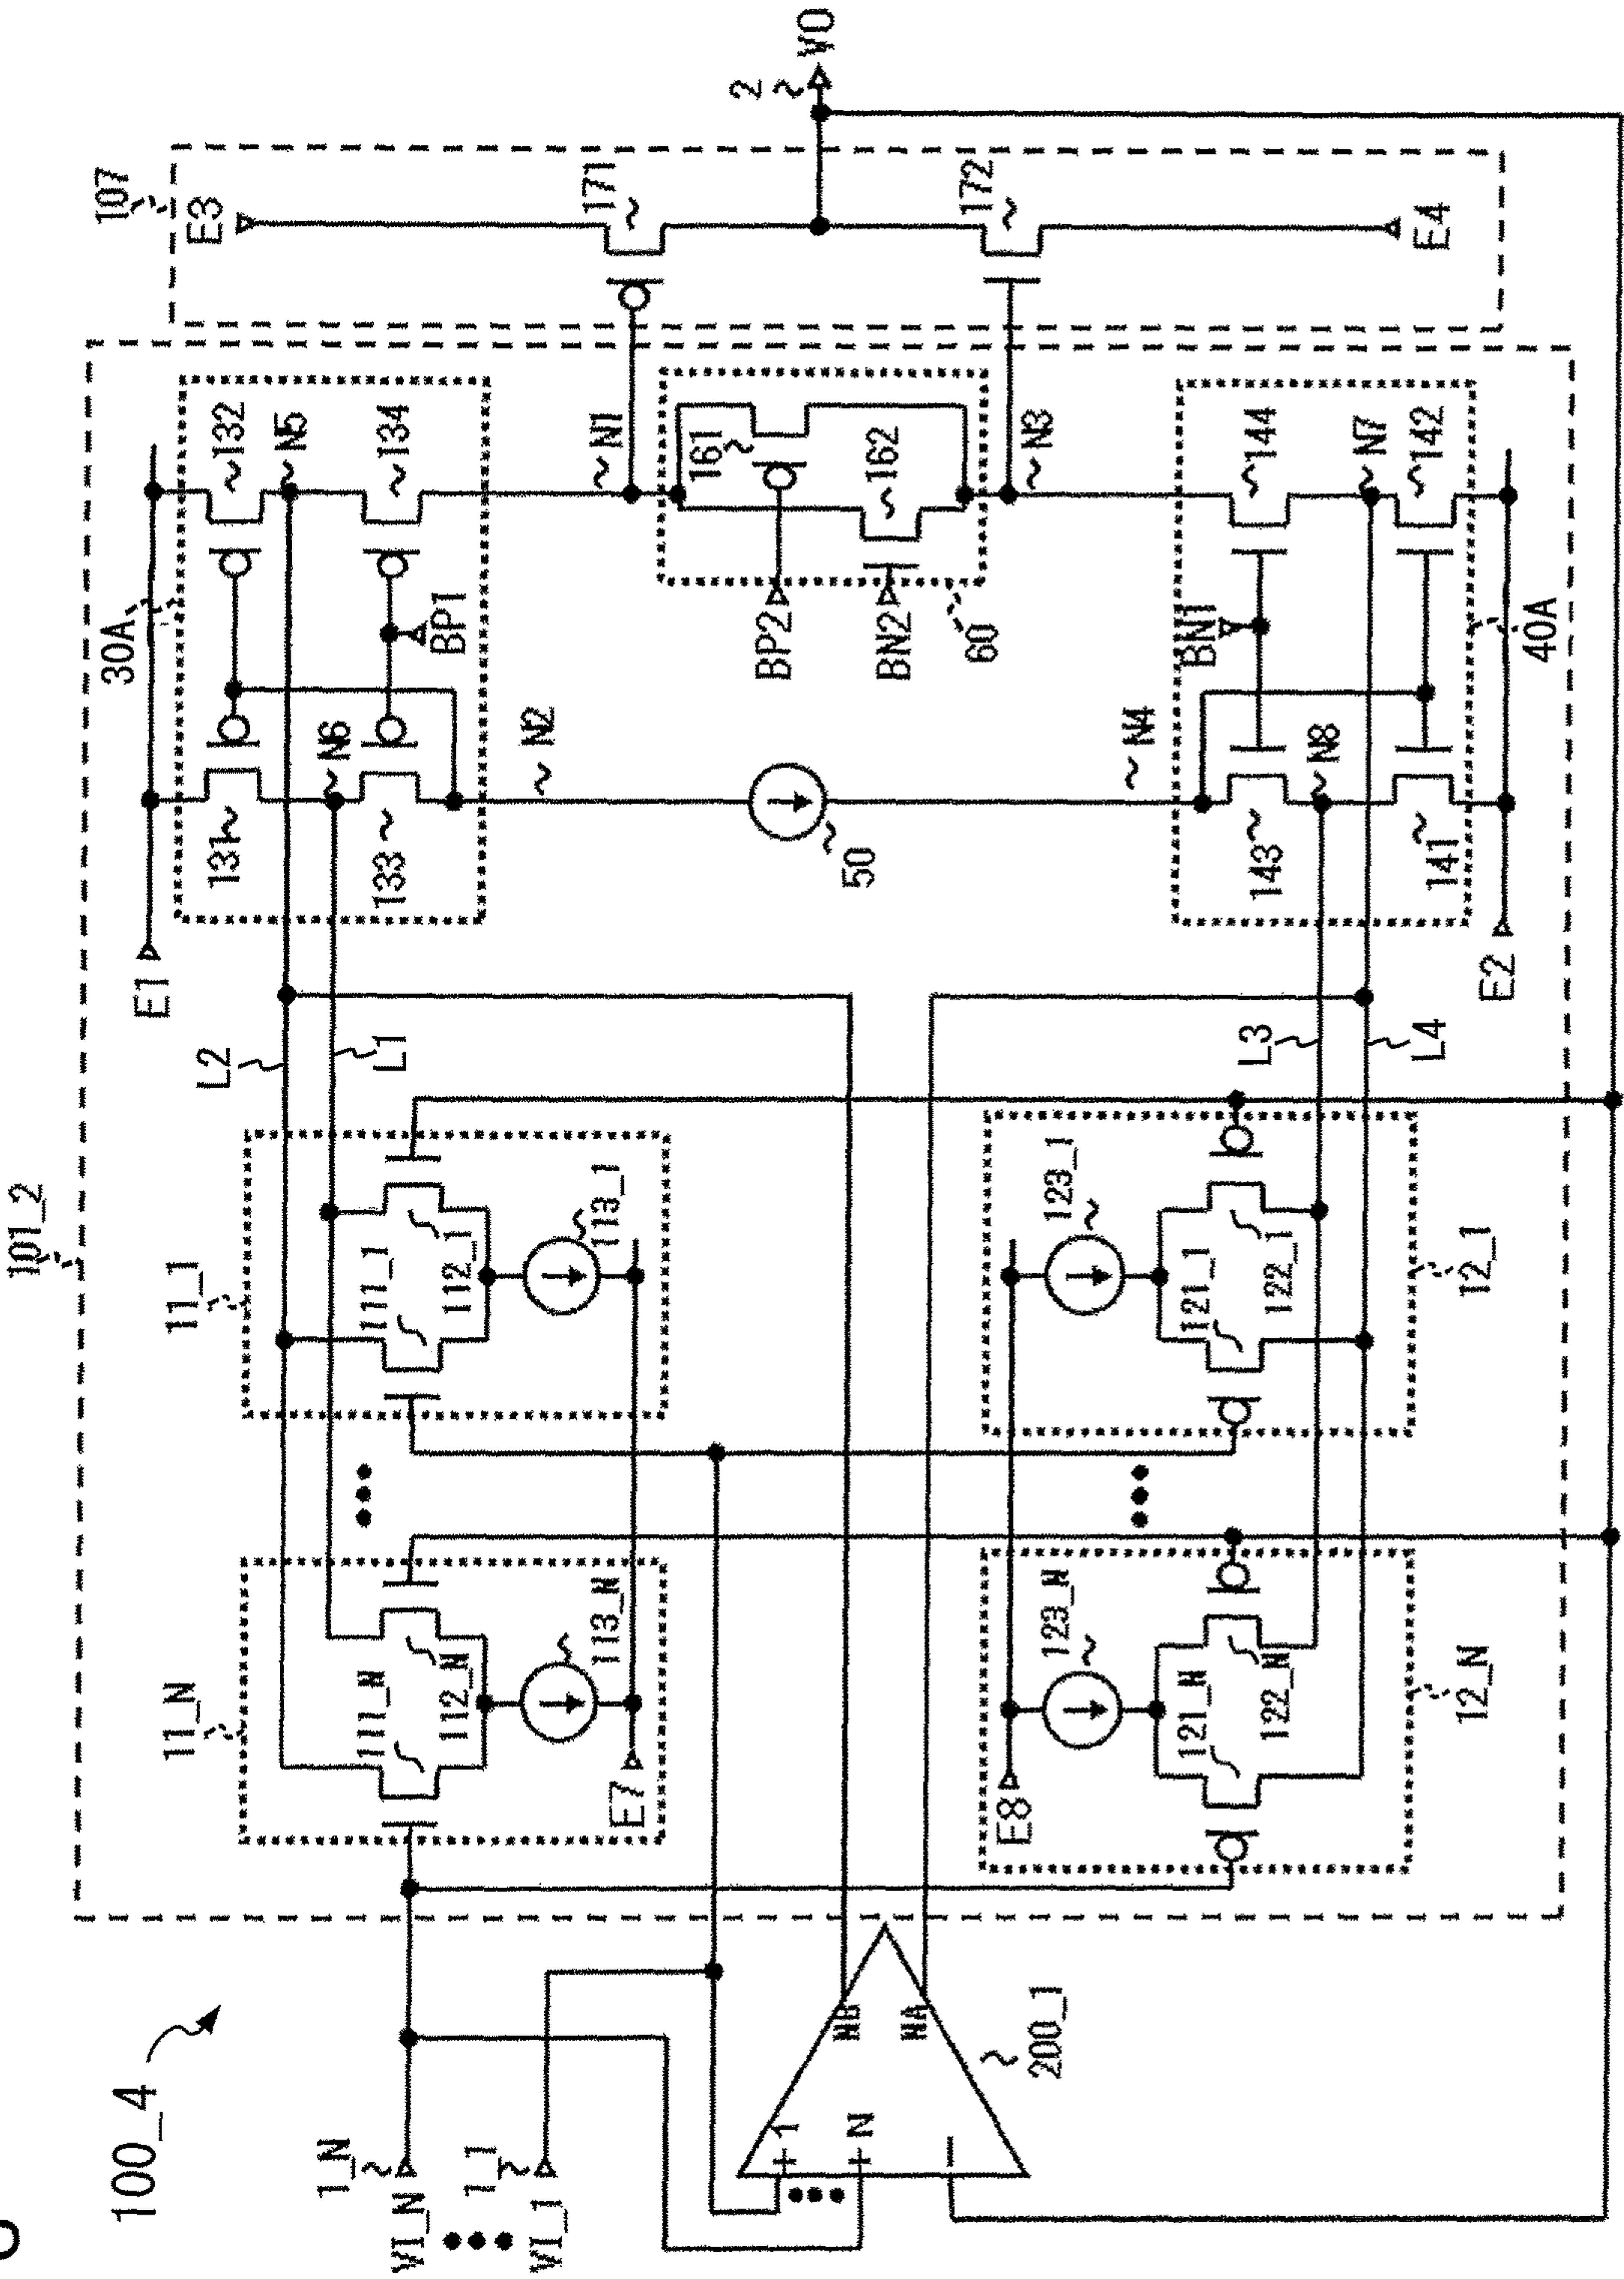 100_4
101_2
107
VO
2
E3
171
172
E4
30A
132
N5
134
N1
161
162
N3
144
N7
142
40A
BP1
BP2
BN2
60
BN1
131
N6
133
N2
50
N4
143
N8
141
E1
E2
L2
L1
L3
L4
11_1
111_1
112_1
113_1
123_1
121_1
122_1
12_1
11_N
111_N
112_N
113_N
E7
123_N
121_N
122_N
12_N
E8
1_N
VI_N
1_1
VI_1
NB
NA
200_1
+1
+N
−